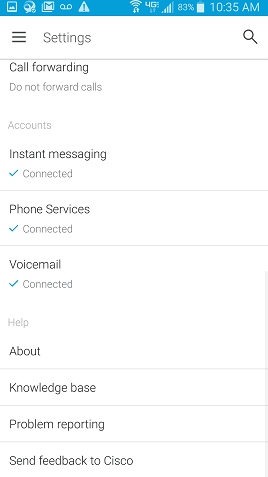 4G 83% 10:35 AM
Settings
Call forwarding
Do not forward calls
Accounts
Instant messaging
Connected
Phone Services
Connected
Voicemail
Connected
Help
About
Knowledge base
Problem reporting
Send feedback to Cisco